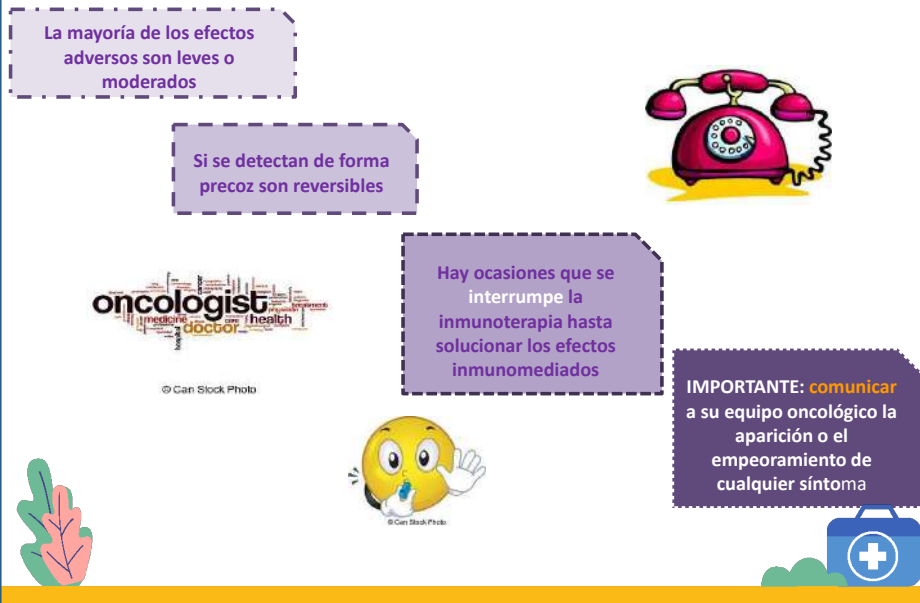 La mayoría de los efectos
adversos son leves o
moderados
Si se detectan de forma
precoz son reversibles
Hay ocasiones que se
interrumpe la
inmunoterapia hasta
solucionar los efectos
inmunomediados
oncologist
medicine
health
doctor
hospital
© Can Stock Photo
IMPORTANTE: comunicar
a su equipo oncológico la
aparición o el
empeoramiento de
cualquier síntoma
© Can Stock Photo